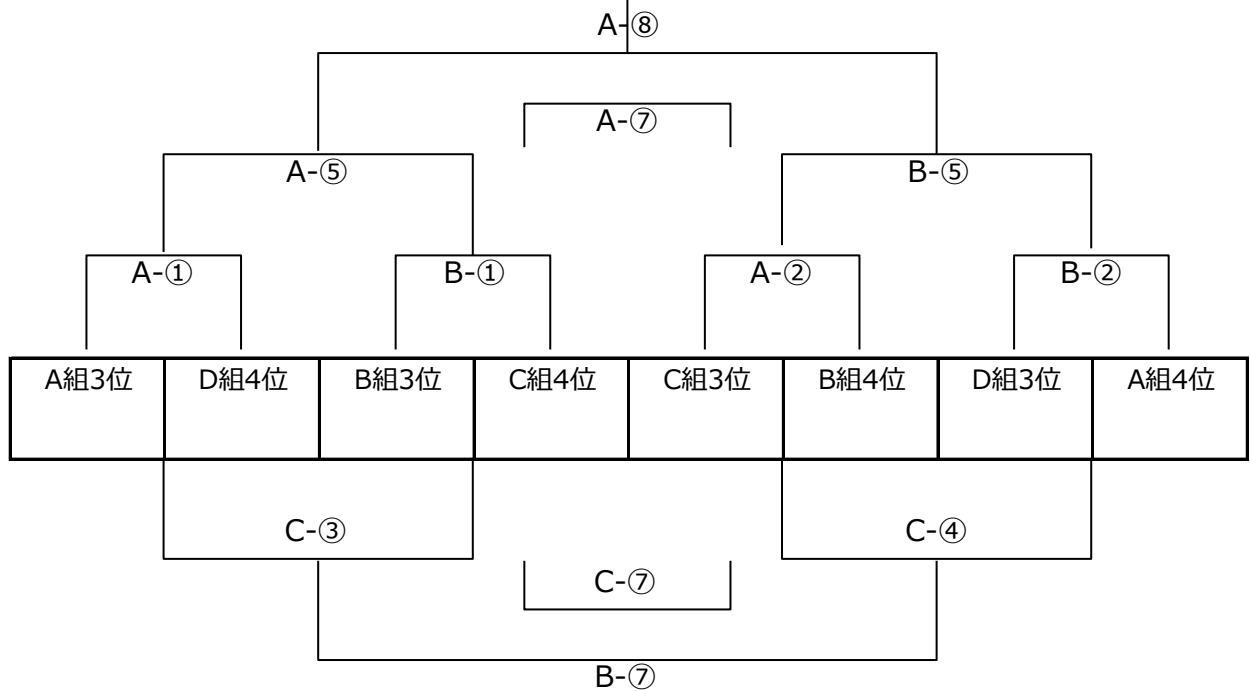 A-⑧
A-⑦
A-⑤ B-⑤
A-① B-① A-② B-②
A組3位 D組4位 B組3位 C組4位 C組3位 B組4位 D組3位 A組4位
C-③ C-④
C-⑦
B-⑦